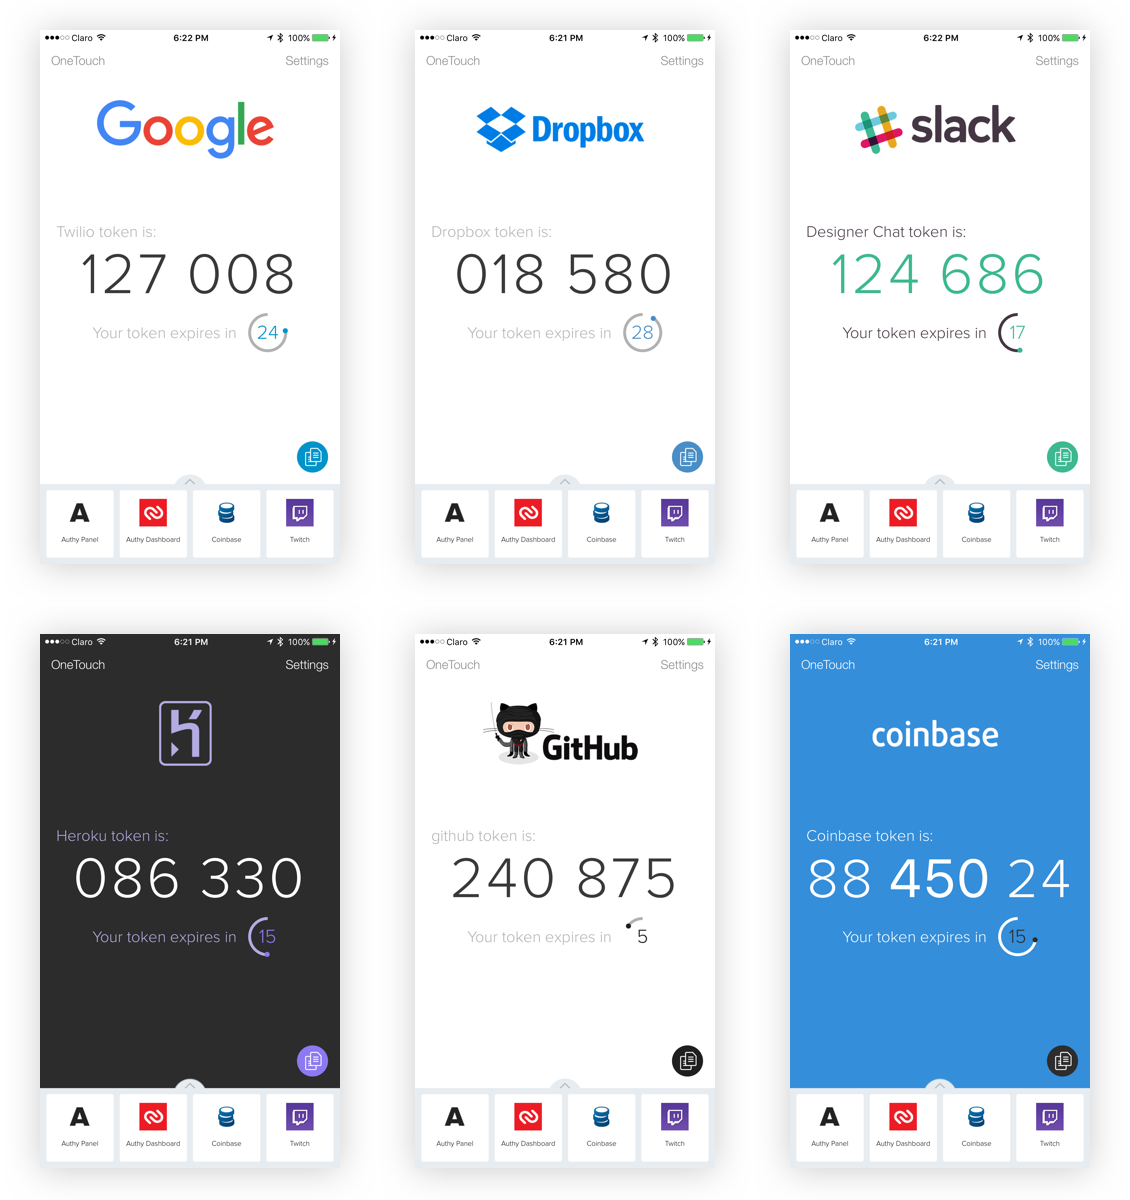 Claro 6:22 PM 100%
OneTouch Settings
Google
Twilio token is:
127 008
Your token expires in 24
A
Authy Panel Authy Dashboard Coinbase Twitch
Claro 6:21 PM 100%
OneTouch Settings
Dropbox
Dropbox token is:
018 580
Your token expires in 28
A
Authy Panel Authy Dashboard Coinbase Twitch
Claro 6:22 PM 100%
OneTouch Settings
slack
Designer Chat token is:
124 686
Your token expires in 17
A
Authy Panel Authy Dashboard Coinbase Twitch
Claro 6:21 PM 100%
OneTouch Settings
Heroku token is:
086 330
Your token expires in 15
A
Authy Panel Authy Dashboard Coinbase Twitch
Claro 6:21 PM 100%
OneTouch Settings
GitHub
github token is:
240 875
Your token expires in 5
A
Authy Panel Authy Dashboard Coinbase Twitch
Claro 6:21 PM 100%
OneTouch Settings
coinbase
Coinbase token is:
88 450 24
Your token expires in 15
A
Authy Panel Authy Dashboard Coinbase Twitch